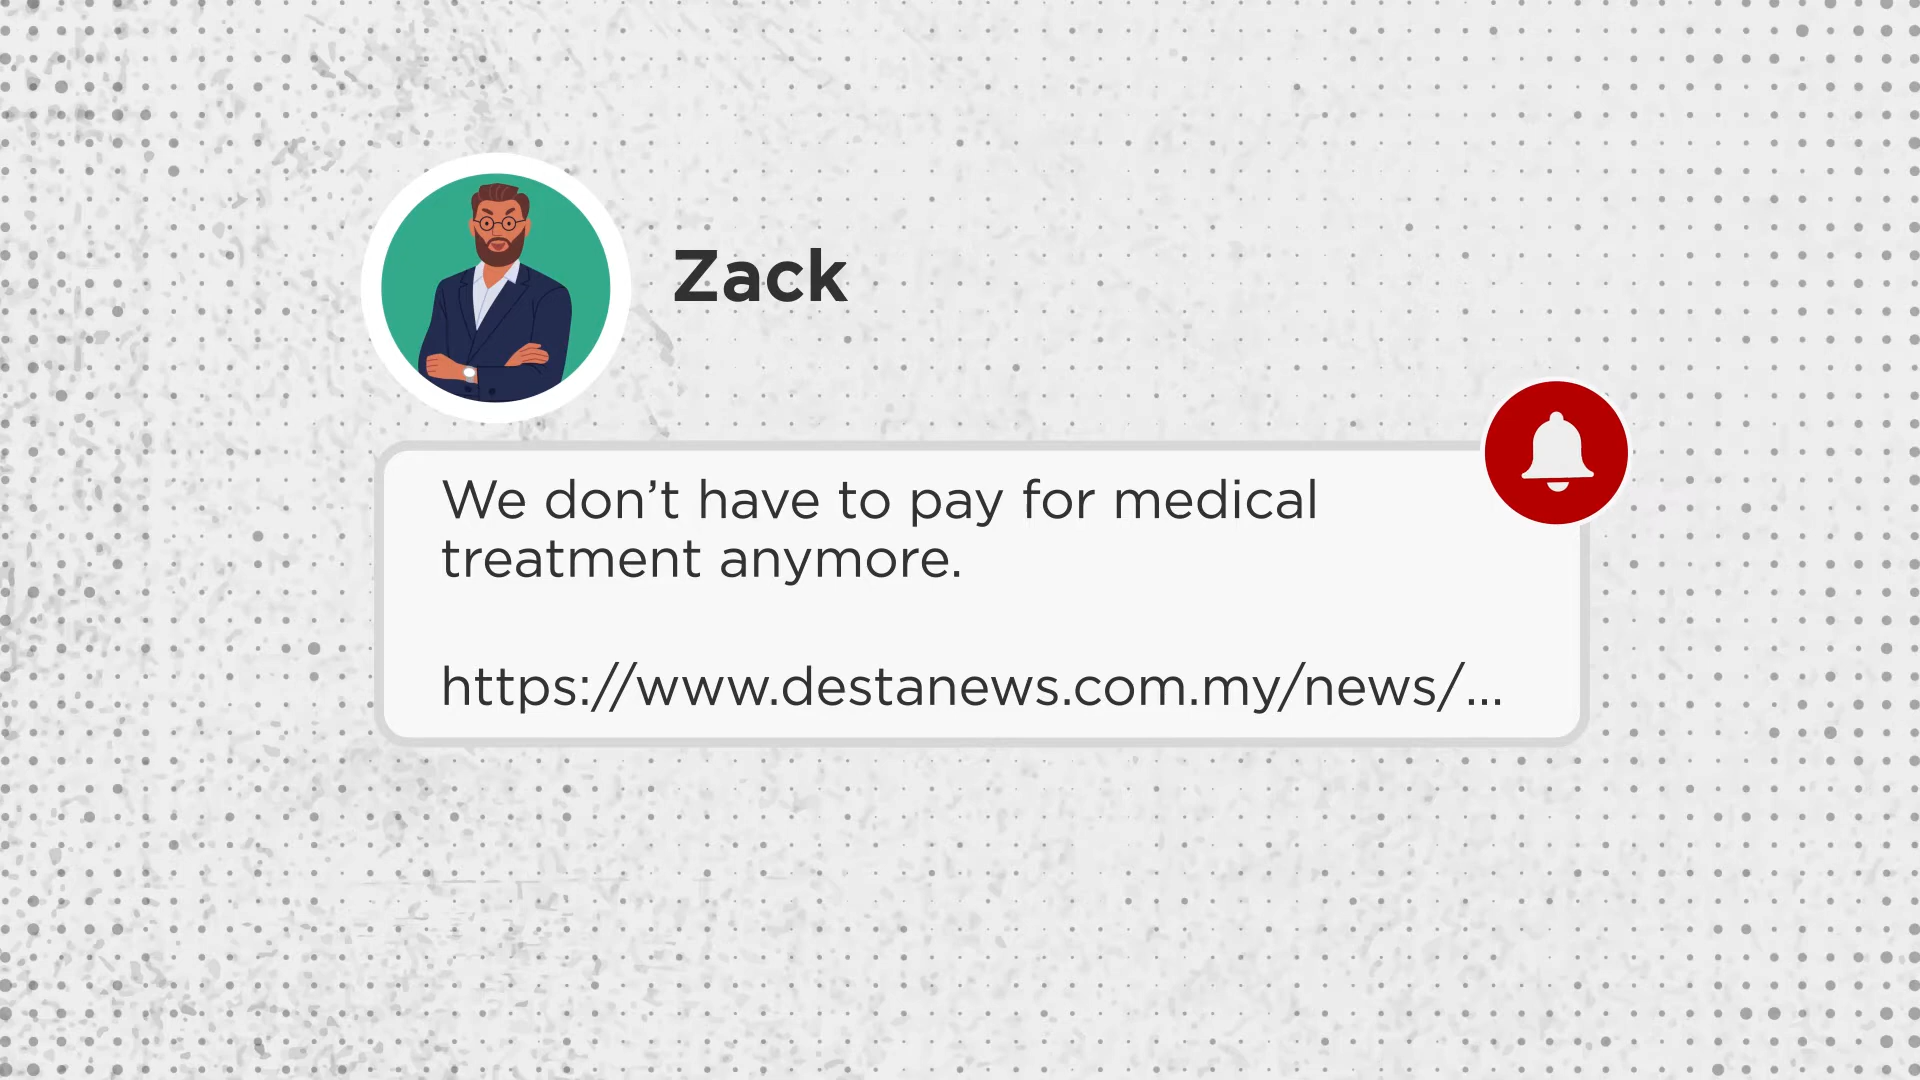 Zack
We don’t have to pay for medical
treatment anymore.
https://www.destanews.com.my/news/...